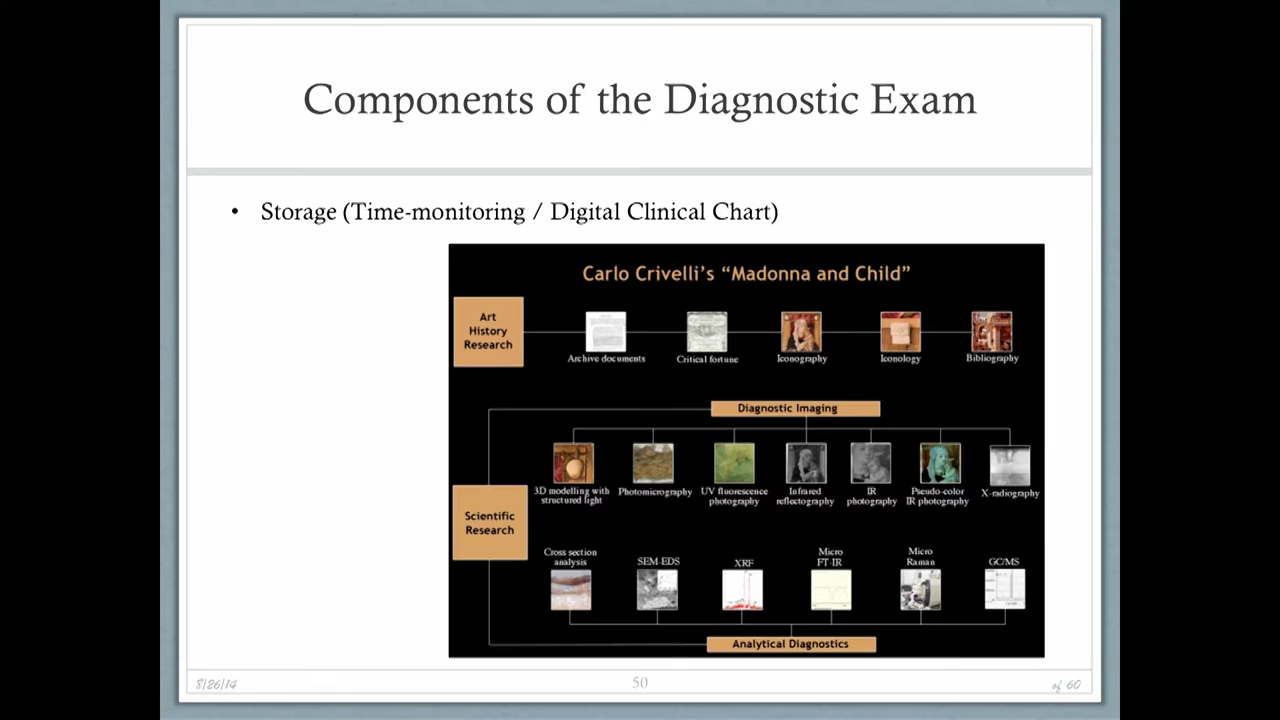 Components of the Diagnostic Exam
• Storage (Time-monitoring / Digital Clinical Chart)
Carlo Crivelli's “Madonna and Child”
Art
History
Research
Archive documents
Critical fortune
Iconography
Iconology
Bibliography
Diagnostic Imaging
3D modelling with
structured light
Photomicrography
UV fluorescence
photography
Infrared
reflectography
IR
photography
Pseudo-color
IR photography
X-radiography
Scientific
Research
Cross section
analysis
SEM-EDS
XRF
Micro
FT-IR
Micro
Raman
GC/MS
Analytical Diagnostics
8/26/14
50
of 60